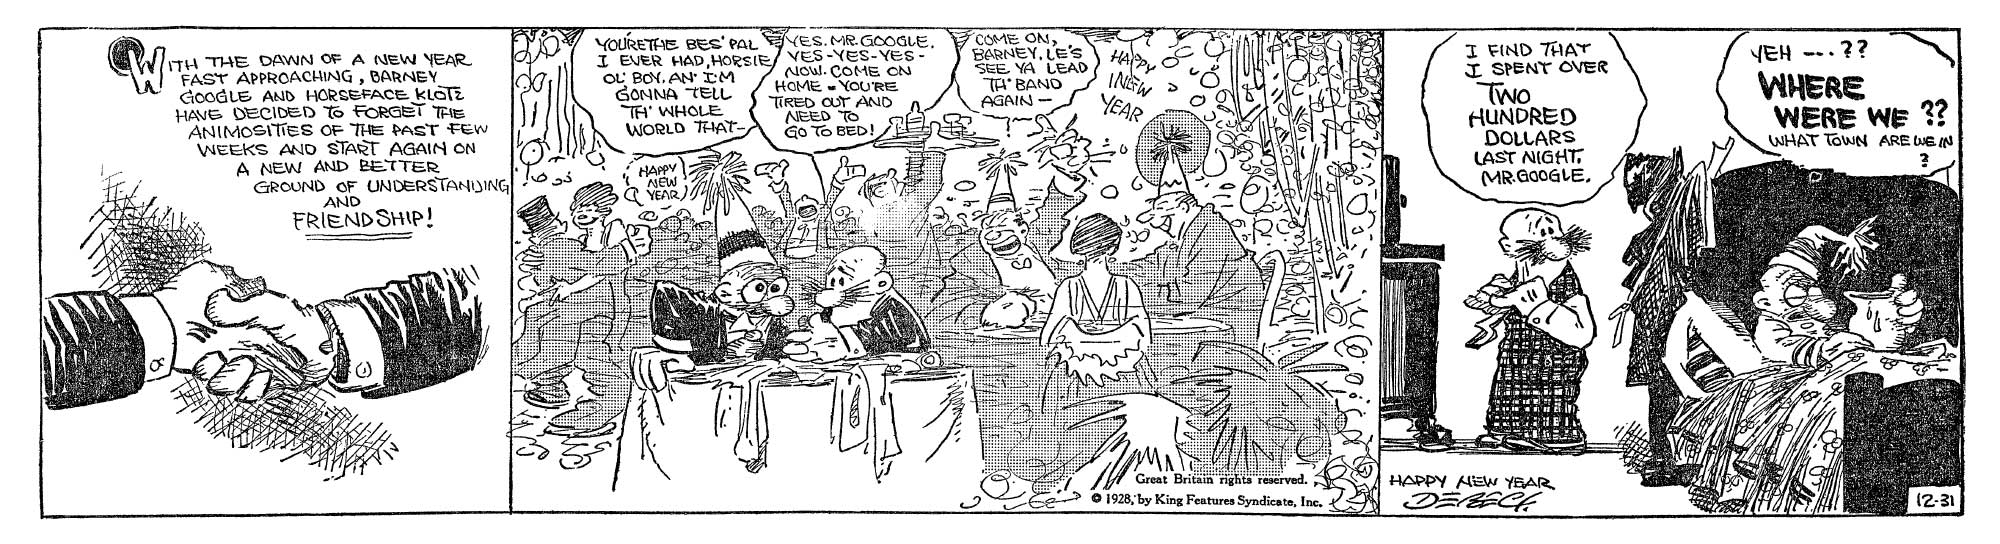 WITH THE DAWN OF A NEW YEAR
FAST APPROACHING, BARNEY
GOOGLE AND HORSEFACE KLOTZ
HAVE DECIDED TO FORGET THE
ANIMOSITIES OF THE PAST FEW
WEEKS AND START AGAIN ON
A NEW AND BETTER
GROUND OF UNDERSTANDING
AND
FRIENDSHIP!
YOU'RE THE BES' PAL
I EVER HAD, HORSIE
OL' BOY. AN' I'M
GONNA TELL
TH' WHOLE
WORLD THAT-
YES. MR. GOOGLE.
YES-YES-YES-
NOW. COME ON
HOME - YOU'RE
TIRED OUT AND
NEED TO
GO TO BED!
COME ON,
BARNEY. LE'S
SEE YA LEAD
TH' BAND
AGAIN -
HAPPY
NEW
YEAR
HAPPY
NEW
YEAR
Great Britain rights reserved.
© 1928, by King Features Syndicate, Inc.
I FIND THAT
I SPENT OVER
TWO
HUNDRED
DOLLARS
LAST NIGHT.
MR. GOOGLE.
YEH ---. ??
WHERE
WERE WE ??
WHAT TOWN ARE WE IN
?
HAPPY NEW YEAR
DEBECK.
12-31